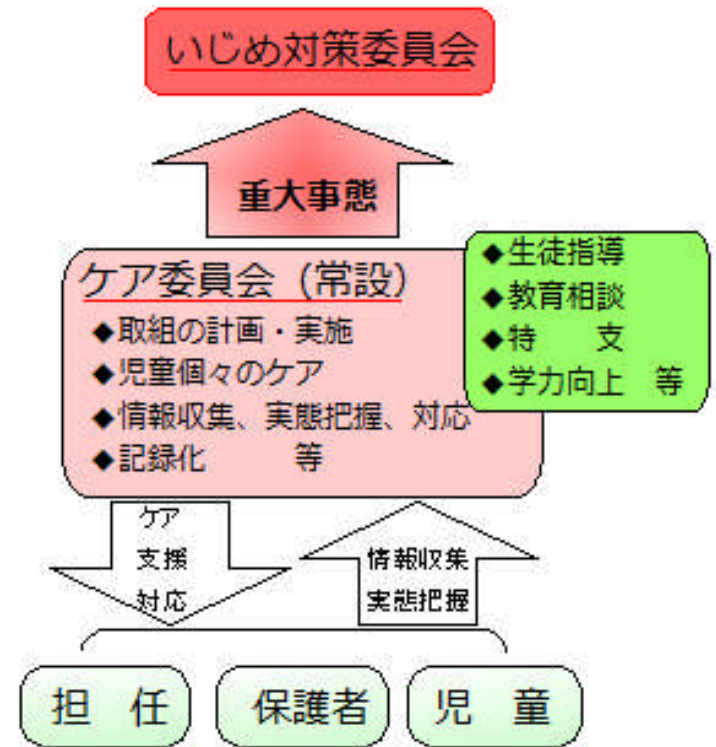 いじめ対策委員会
重大事態
ケア委員会（常設）
◆取組の計画・実施
◆児童個々のケア
◆情報収集、実態把握、対応
◆記録化　　　等
◆生徒指導
◆教育相談
◆特　　支
◆学力向上　等
ケア
支援
対応
情報収集
実態把握
担　任
保護者
児　童